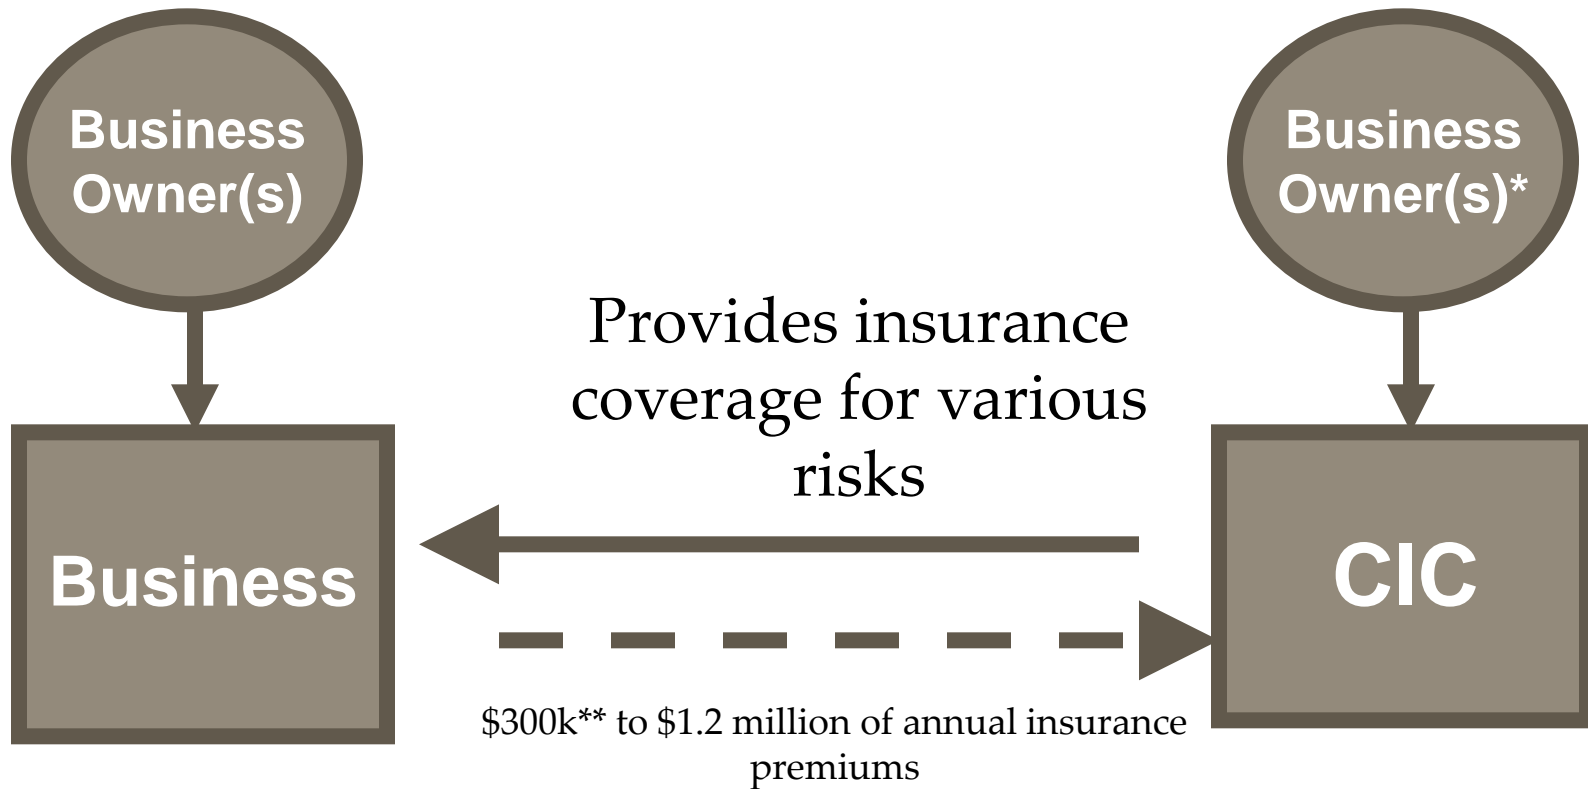 Business
Owner(s)
Business
Owner(s)*
Provides insurance
coverage for various
risks
Business
CIC
$300k** to $1.2 million of annual insurance
premiums